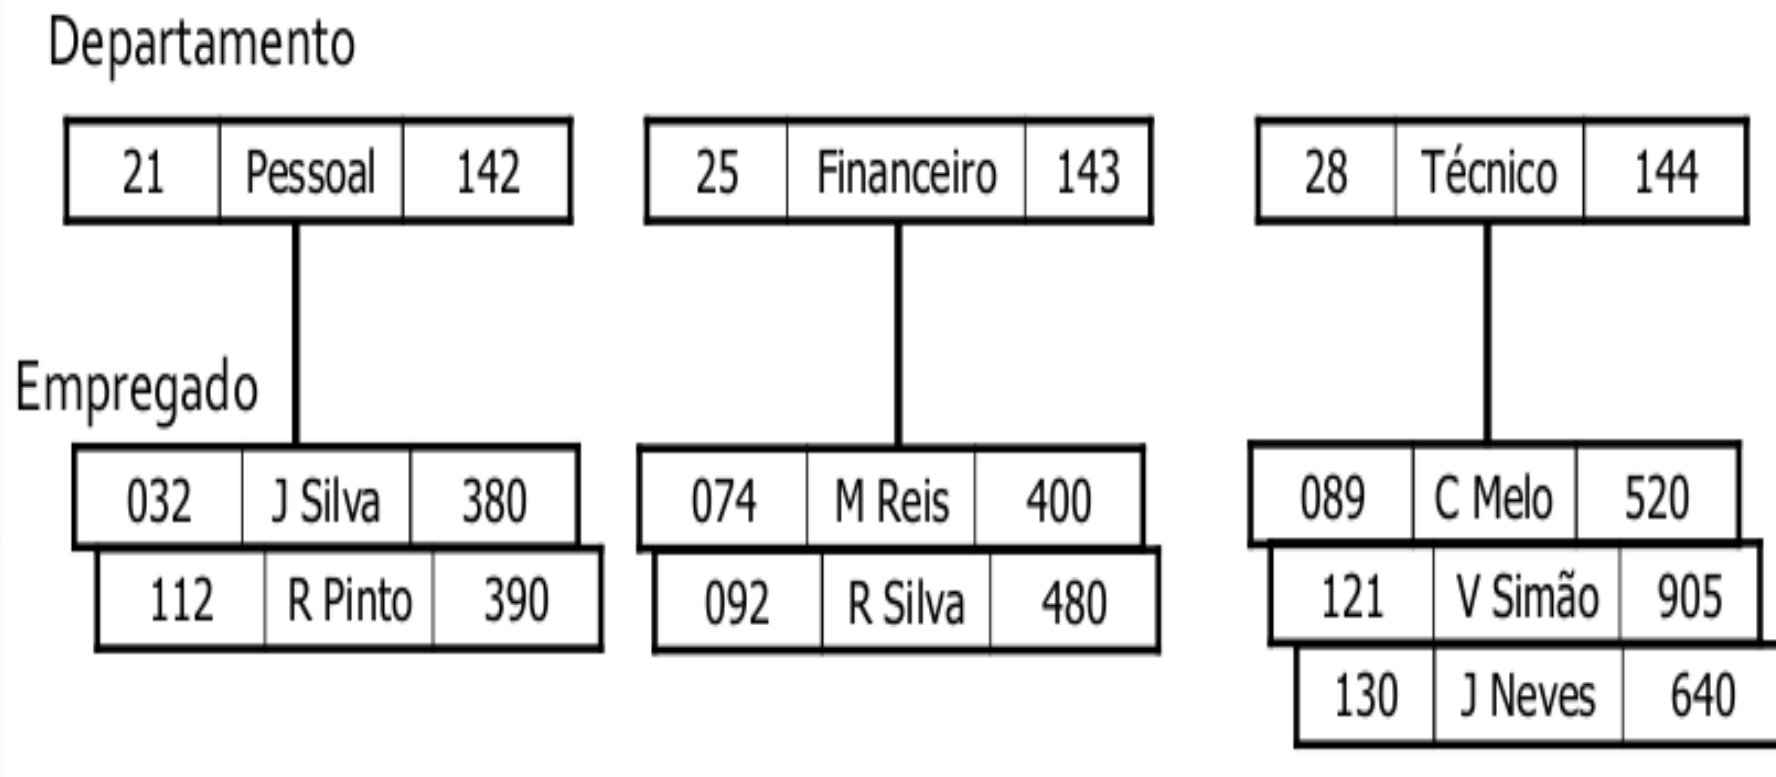 Departamento
21 Pessoal 142 25 Financeiro 143 28 Técnico 144
Empregado
032 J Silva 380 074 M Reis 400 089 C Melo 520
112 R Pinto 390 092 R Silva 480 121 V Simão 905
130 J Neves 640